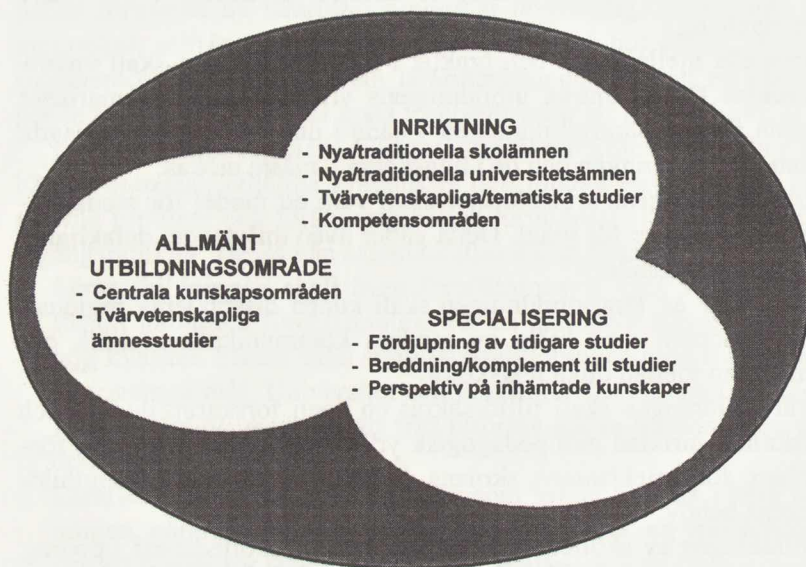 INRIKTNING
- Nya/traditionella skolämnen
- Nya/traditionella universitetsämnen
- Tvärvetenskapliga/tematiska studier
- Kompetensområden
ALLMÄNT
UTBILDNINGSOMRÅDE
- Centrala kunskapsområden
- Tvärvetenskapliga
ämnesstudier
SPECIALISERING
- Fördjupning av tidigare studier
- Breddning/komplement till studier
- Perspektiv på inhämtade kunskaper